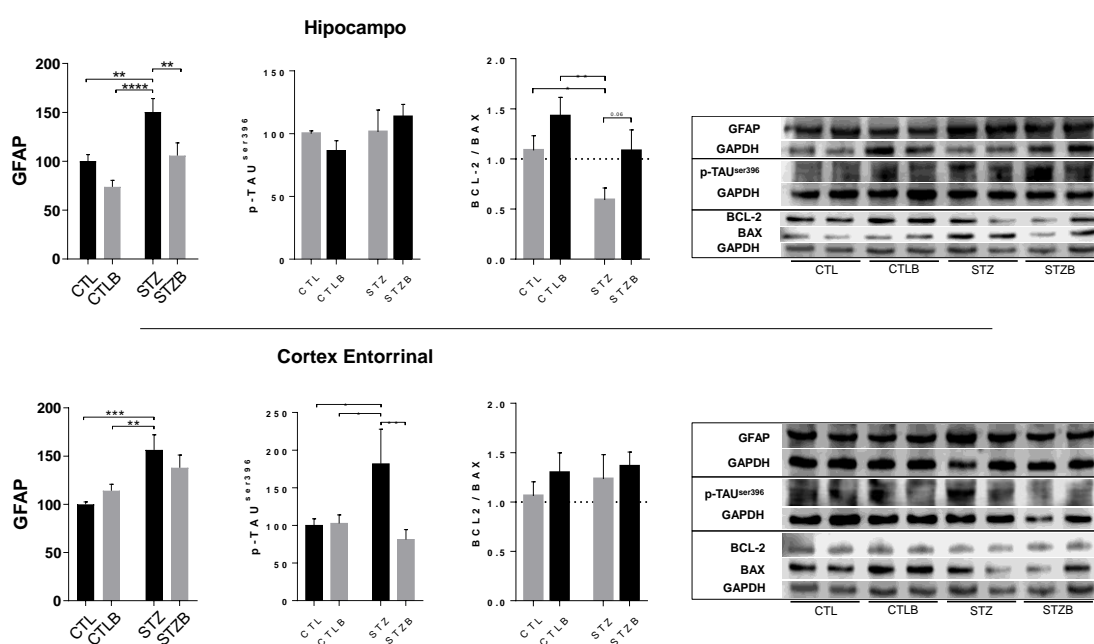 Hipocampo
GFAP
200
150
100
50
0
** **
****
CTL CTLB STZ STZB
p-TAU ser396
150
100
50
0
CTL CTLB STZ STZB
BCL-2 / BAX
2.0
1.5
1.0
0.5
0.0
**
*
0.06
CTL CTLB STZ STZB
GFAP
GAPDH
p-TAUser396
GAPDH
BCL-2
BAX
GAPDH
CTL CTLB STZ STZB
Cortex Entorrinal
GFAP
200
150
100
50
0
***
**
CTL CTLB STZ STZB
p-TAU ser396
250
200
150
100
50
0
*
* **
CTL CTLB STZ STZB
BCL2 / BAX
2.0
1.5
1.0
0.5
0.0
CTL CTLB STZ STZB
GFAP
GAPDH
p-TAUser396
GAPDH
BCL-2
BAX
GAPDH
CTL CTLB STZ STZB